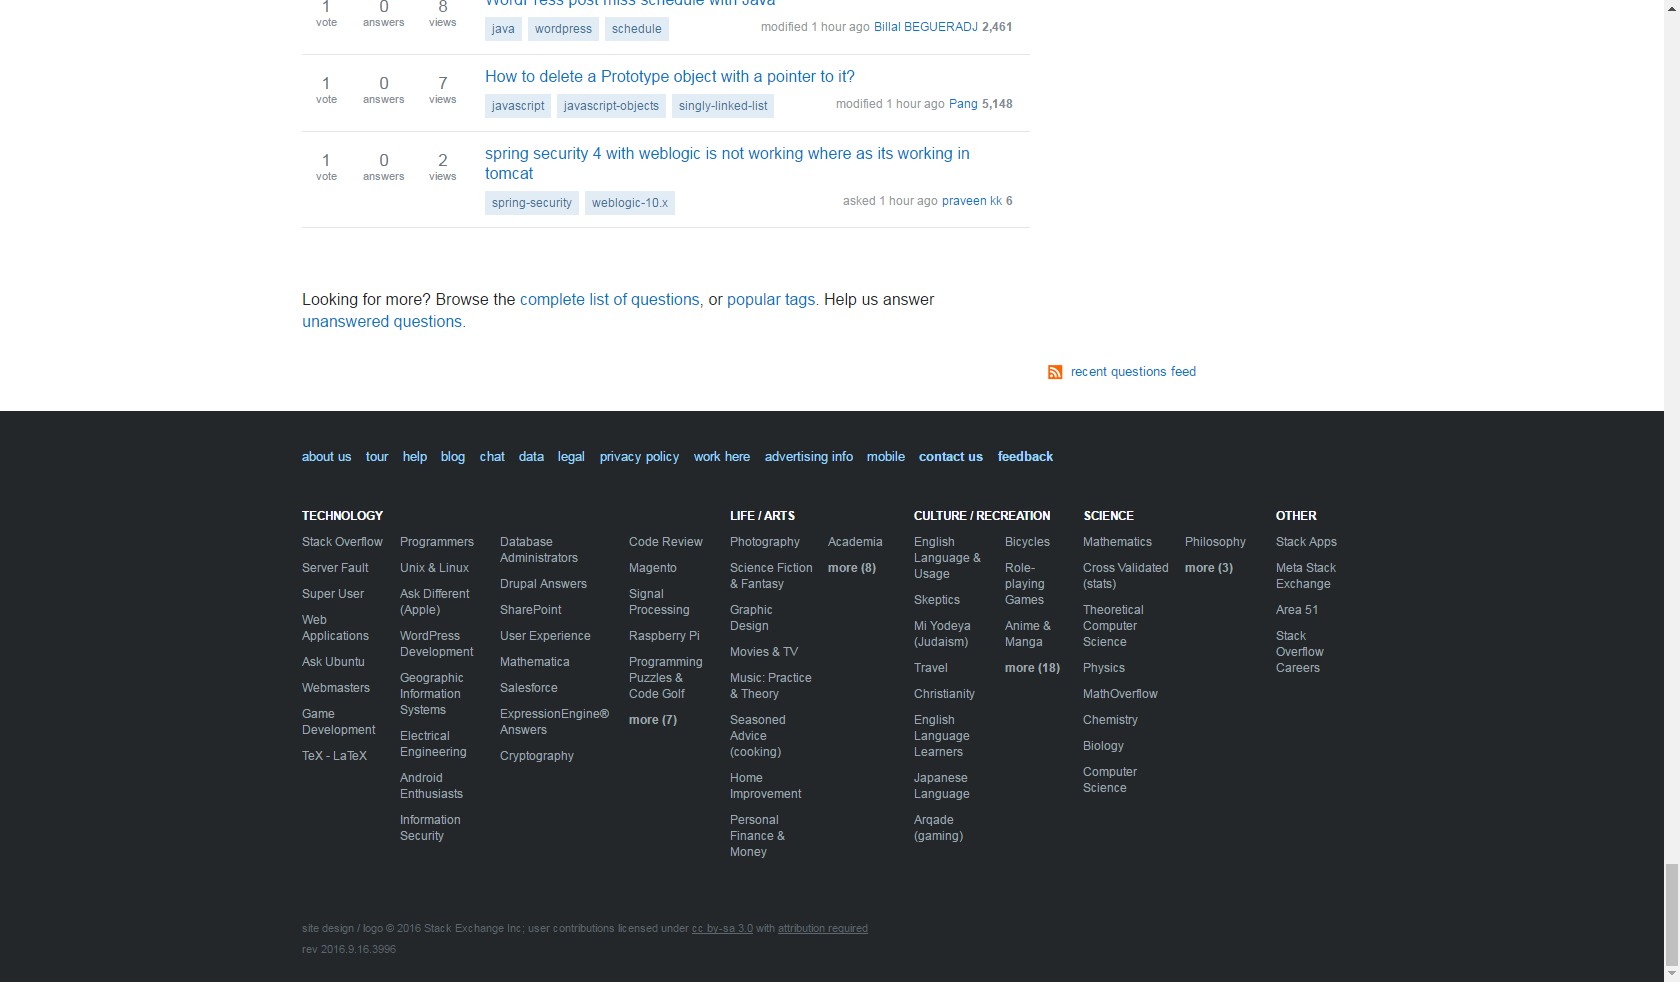 WordPress post miss schedule with Java
1 0 8
vote answers views
java wordpress schedule
modified 1 hour ago Billal BEGUERADJ 2,461
How to delete a Prototype object with a pointer to it?
1 0 7
vote answers views
javascript javascript-objects singly-linked-list
modified 1 hour ago Pang 5,148
spring security 4 with weblogic is not working where as its working in
tomcat
1 0 2
vote answers views
spring-security weblogic-10.x
asked 1 hour ago praveen kk 6
Looking for more? Browse the complete list of questions, or popular tags. Help us answer
unanswered questions.
recent questions feed
about us tour help blog chat data legal privacy policy work here advertising info mobile contact us feedback
TECHNOLOGY
Stack Overflow
Server Fault
Super User
Web
Applications
Ask Ubuntu
Webmasters
Game
Development
TeX - LaTeX
Programmers
Unix & Linux
Ask Different
(Apple)
WordPress
Development
Geographic
Information
Systems
Electrical
Engineering
Android
Enthusiasts
Information
Security
Database
Administrators
Drupal Answers
SharePoint
User Experience
Mathematica
Salesforce
ExpressionEngine®
Answers
Cryptography
Code Review
Magento
Signal
Processing
Raspberry Pi
Programming
Puzzles &
Code Golf
more (7)
LIFE / ARTS
Photography
Science Fiction
& Fantasy
Graphic
Design
Movies & TV
Music: Practice
& Theory
Seasoned
Advice
(cooking)
Home
Improvement
Personal
Finance &
Money
Academia
more (8)
CULTURE / RECREATION
English
Language &
Usage
Skeptics
Mi Yodeya
(Judaism)
Travel
Christianity
English
Language
Learners
Japanese
Language
Arqade
(gaming)
Bicycles
Role-
playing
Games
Anime &
Manga
more (18)
SCIENCE
Mathematics
Cross Validated
(stats)
Theoretical
Computer
Science
Physics
MathOverflow
Chemistry
Biology
Computer
Science
Philosophy
more (3)
OTHER
Stack Apps
Meta Stack
Exchange
Area 51
Stack
Overflow
Careers
site design / logo © 2016 Stack Exchange Inc; user contributions licensed under cc by-sa 3.0 with attribution required
rev 2016.9.16.3996